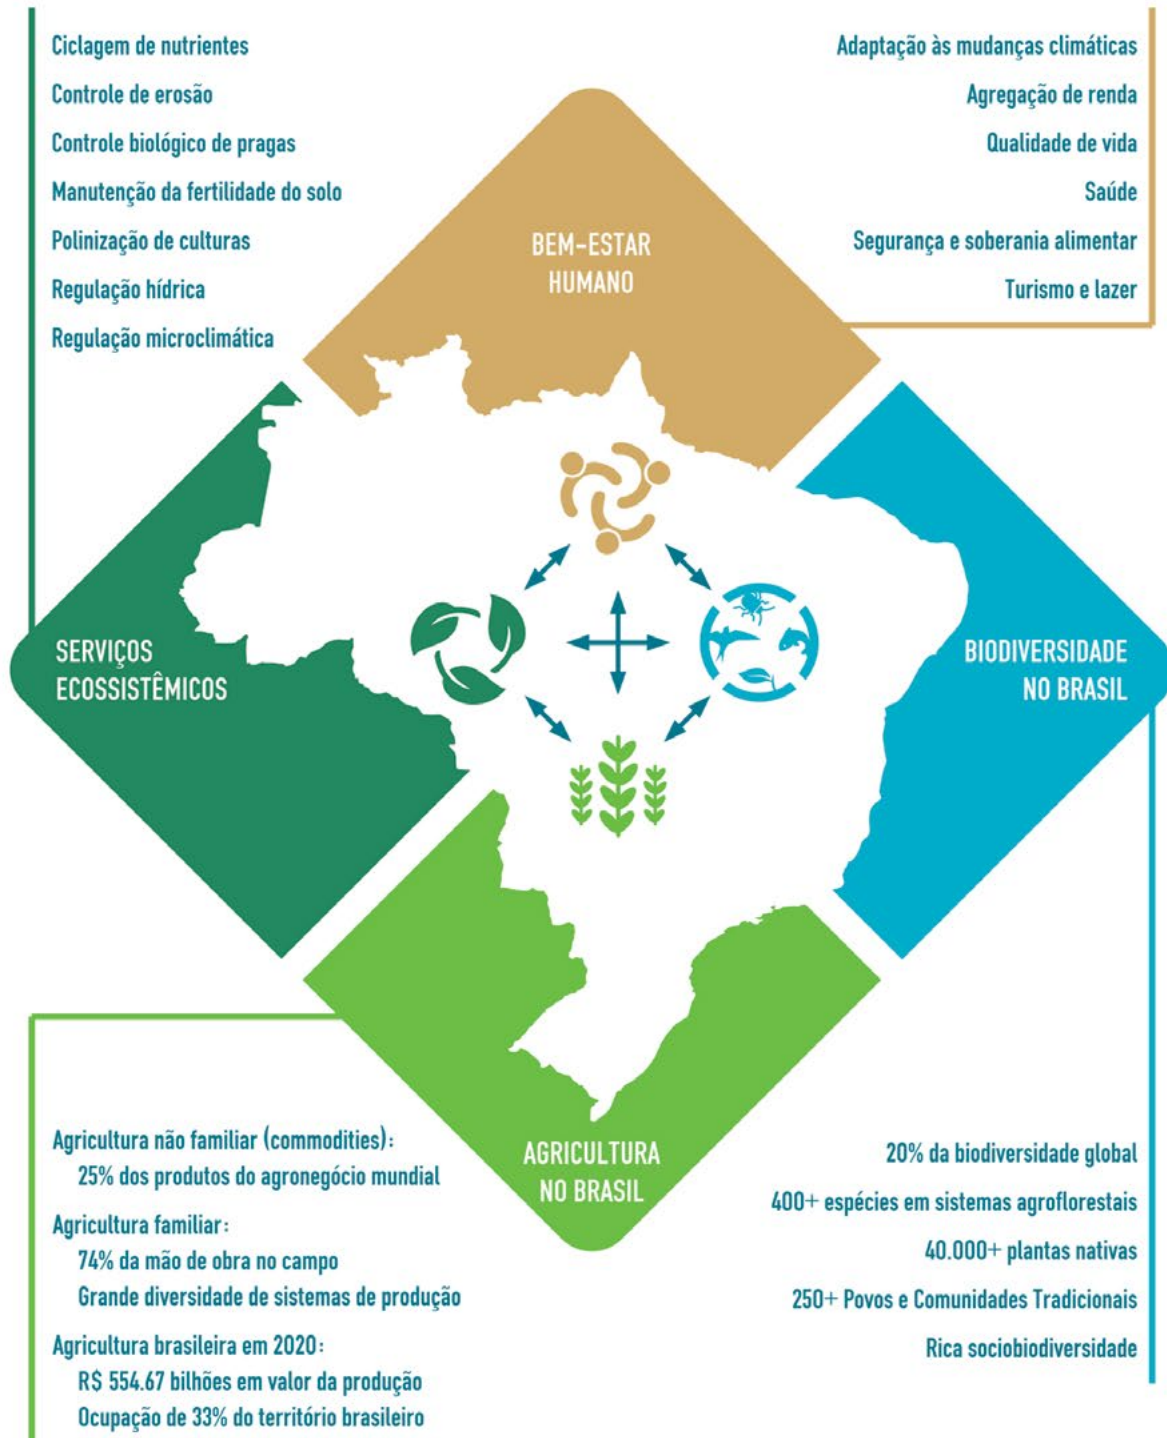 Ciclagem de nutrientes
Controle de erosão
Controle biológico de pragas
Manutenção da fertilidade do solo
Polinização de culturas
Regulação hídrica
Regulação microclimática
Adaptação às mudanças climáticas
Agregação de renda
Qualidade de vida
Saúde
Segurança e soberania alimentar
Turismo e lazer
BEM-ESTAR
HUMANO
SERVIÇOS
ECOSSISTÊMICOS
BIODIVERSIDADE
NO BRASIL
AGRICULTURA
NO BRASIL
Agricultura não familiar (commodities):
25% dos produtos do agronegócio mundial
Agricultura familiar:
74% da mão de obra no campo
Grande diversidade de sistemas de produção
Agricultura brasileira em 2020:
R$ 554.67 bilhões em valor da produção
Ocupação de 33% do território brasileiro
20% da biodiversidade global
400+ espécies em sistemas agroflorestais
40.000+ plantas nativas
250+ Povos e Comunidades Tradicionais
Rica sociobiodiversidade